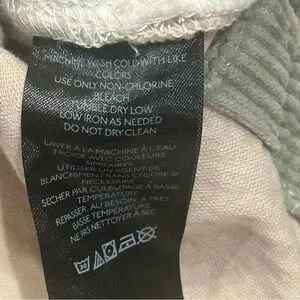 MACHINE WASH COLD WITH LIKE
COLORS
USE ONLY NON-CHLORINE
BLEACH
TUMBLE DRY LOW
LOW IRON AS NEEDED
DO NOT DRY CLEAN
LAVER À LA MACHINE À L'EAU
FROIDE AVEC COULEURS
SIMILAIRES
UTILISER UN AGENT DE
BLANCHIMENT SANS CHLORE SI
NÉCESSAIRE
SÉCHER PAR CULBUTAGE À BASSE
TEMPÉRATURE
REPASSER, AU BESOIN, À TRÈS
BASSE TEMPÉRATURE
NE PAS NETTOYER À SEC